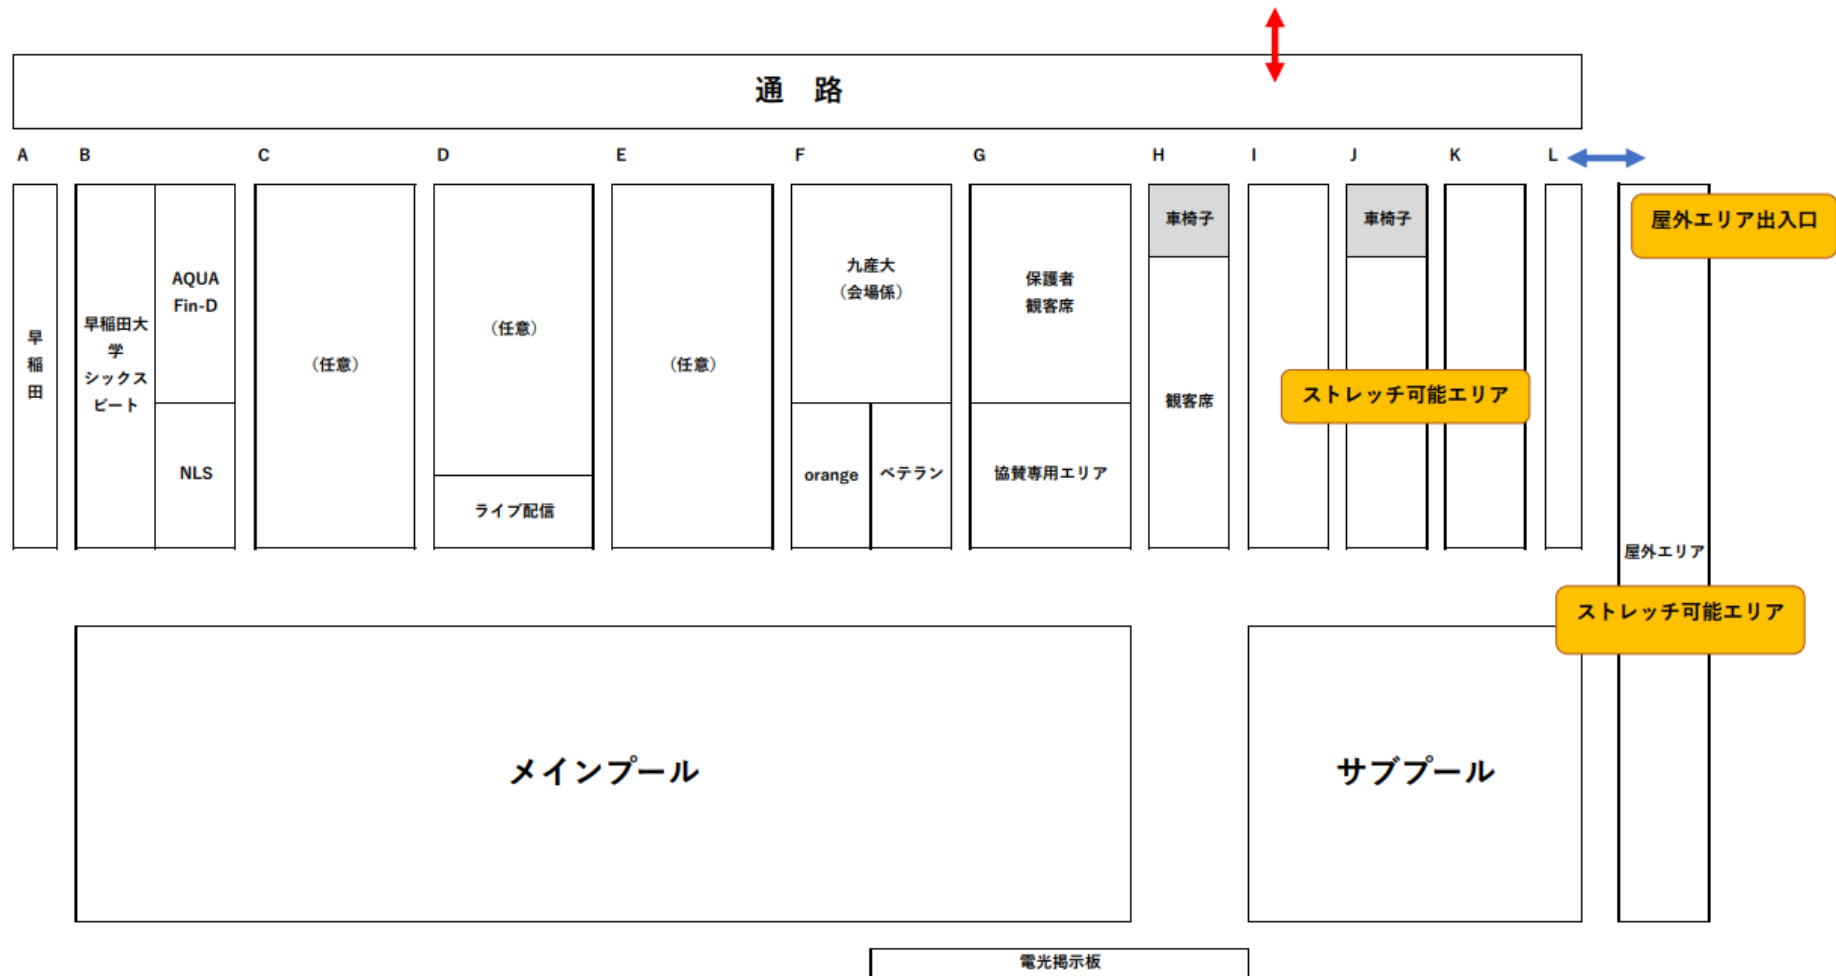 通　路
A B C D E F G H I J K L
早
稲
田
早稲田大
学
シックス
ビート
AQUA
Fin-D
NLS
（任意）
（任意）
ライブ配信
（任意）
九産大
（会場係）
orange
ベテラン
保護者
観客席
協賛専用エリア
車椅子
観客席
車椅子
ストレッチ可能エリア
屋外エリア出入口
屋外エリア
ストレッチ可能エリア
メインプール
サブプール
電光掲示板